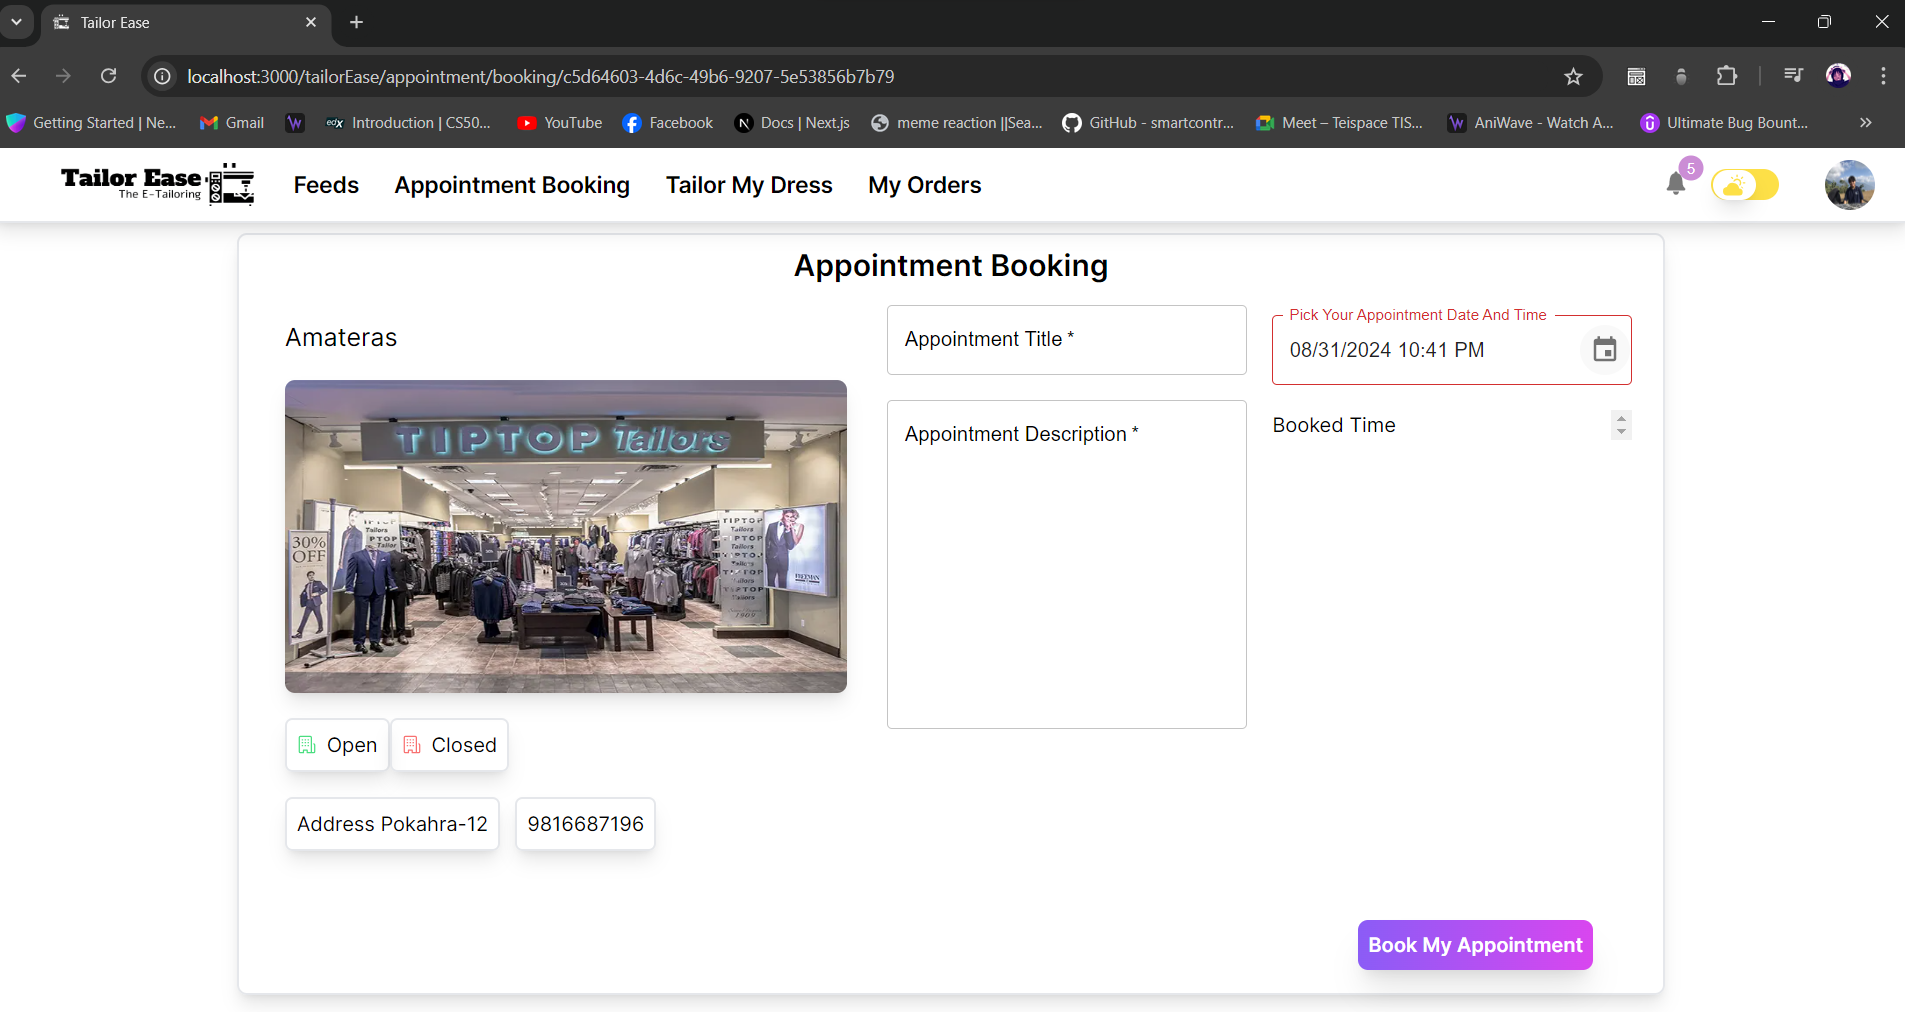 Tailor Ease
localhost:3000/tailorEase/appointment/booking/c5d64603-4d6c-49b6-9207-5e53856b7b79
Getting Started | Ne...
Gmail
Introduction | CS50...
YouTube
Facebook
Docs | Next.js
meme reaction ||Sea...
GitHub - smartcontr...
Meet – Teispace TIS...
AniWave - Watch A...
Ultimate Bug Bount...
Tailor Ease
The E-Tailoring
Feeds
Appointment Booking
Tailor My Dress
My Orders
5
Appointment Booking
Amateras
TIPTOP Tailors
30%
OFF
TIPTOP
Tailors
Open
Closed
Address Pokahra-12
9816687196
Appointment Title *
Appointment Description *
Pick Your Appointment Date And Time
08/31/2024 10:41 PM
Booked Time
Book My Appointment